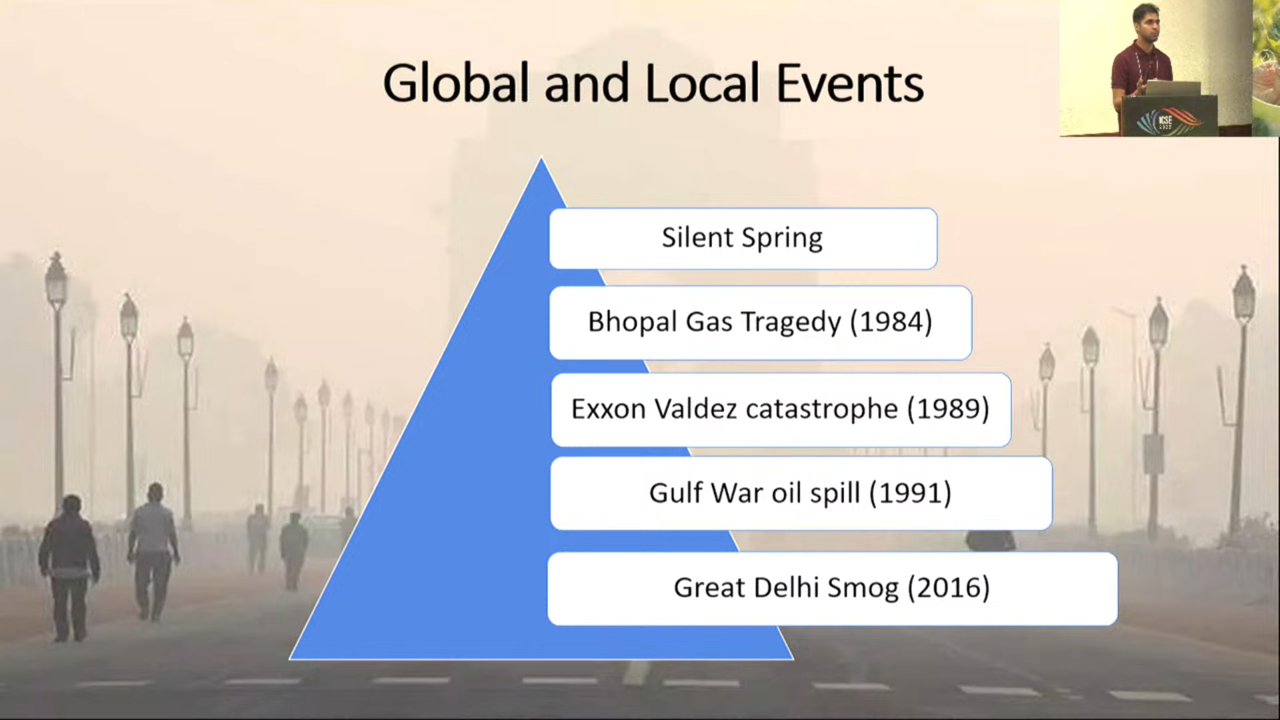 Global and Local Events
Silent Spring
Bhopal Gas Tragedy (1984)
Exxon Valdez catastrophe (1989)
Gulf War oil spill (1991)
Great Delhi Smog (2016)
ICSE